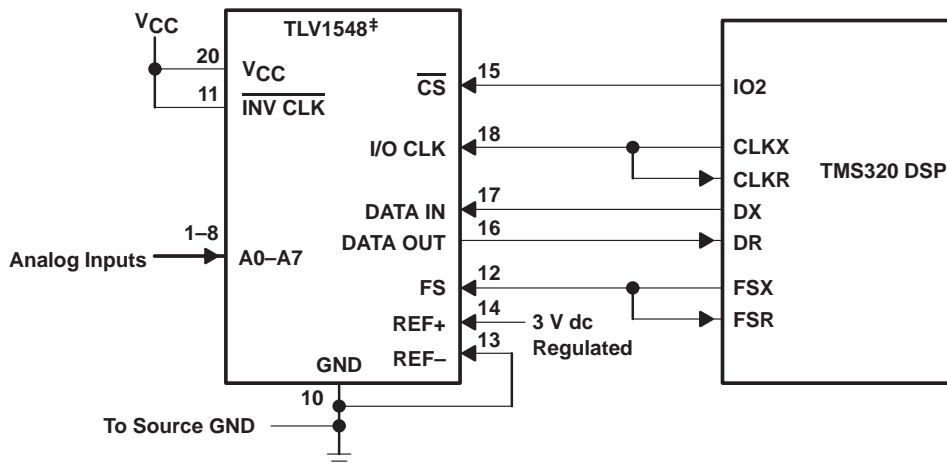 VCC
TLV1548‡
20
VCC
11
INV CLK
CS
15
IO2
I/O CLK
18
CLKX
CLKR
TMS320 DSP
DATA IN
17
DX
DATA OUT
16
DR
1–8
Analog Inputs
A0–A7
FS
12
FSX
FSR
REF+
14
3 V dc
Regulated
REF–
13
GND
10
To Source GND